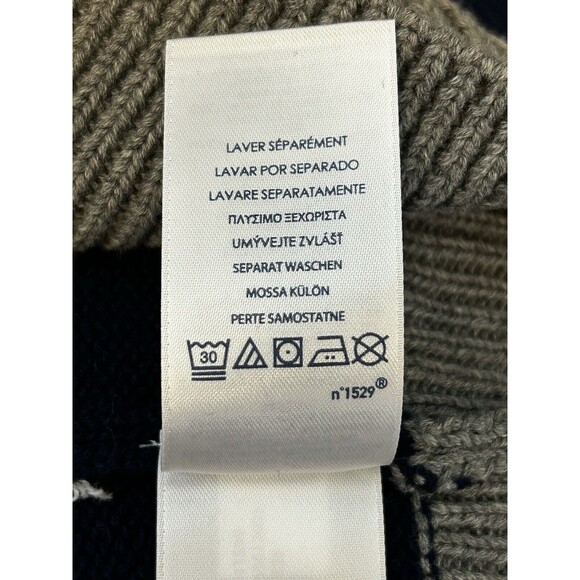 LAVER SÉPARÉMENT
LAVAR POR SEPARADO
LAVARE SEPARATAMENTE
ΠΛΥΣΙΜΟ ΞΕΧΩΡΙΣΤΑ
UMÝVEJTE ZVLÁŠŤ
SEPARAT WASCHEN
MOSSA KÜLÖN
PERTE SAMOSTATNE
30
n°1529®